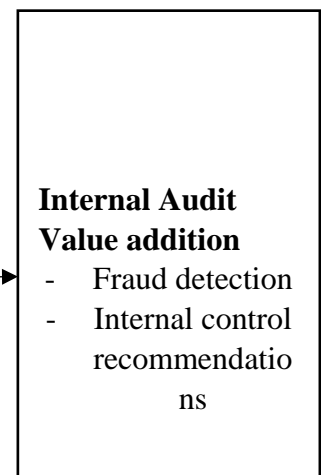 Internal Audit
Value addition
- Fraud detection
- Internal control
recommendatio
ns